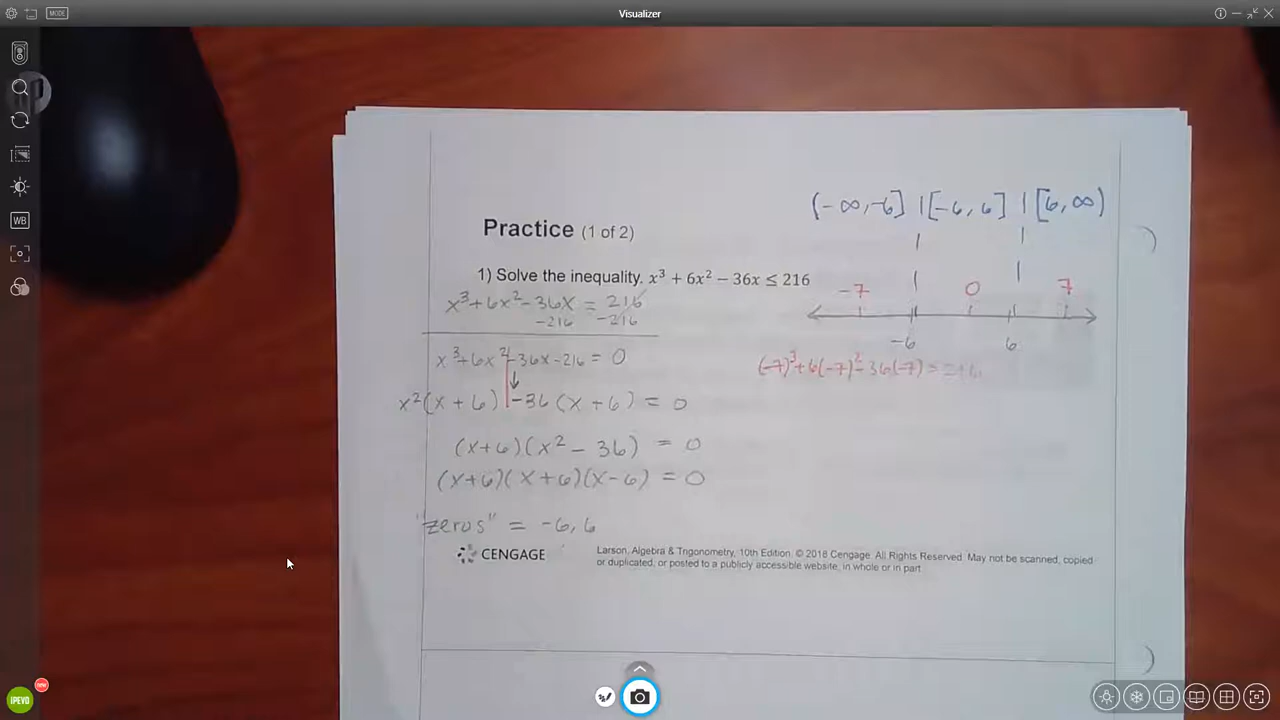 MODE
Visualizer
WB
(-∞,-6] | [-6,6] | [6,∞)
Practice (1 of 2)
1) Solve the inequality. x³ + 6x² − 36x ≤ 216
x³+6x²-36x = 216
-216 -216
-7 0 7
-6 6
x³+6x²-36x-216 = 0
(-7)³+6(-7)²-36(-7)=
x²(x+6) -36(x+6) = 0
(x+6)(x²-36) = 0
(x+6)(x+6)(x-6) = 0
"zeros" = -6,6
CENGAGE
Larson, Algebra & Trigonometry, 10th Edition. © 2018 Cengage. All Rights Reserved. May not be scanned, copied
or duplicated, or posted to a publicly accessible website, in whole or in part
new
IPEVO